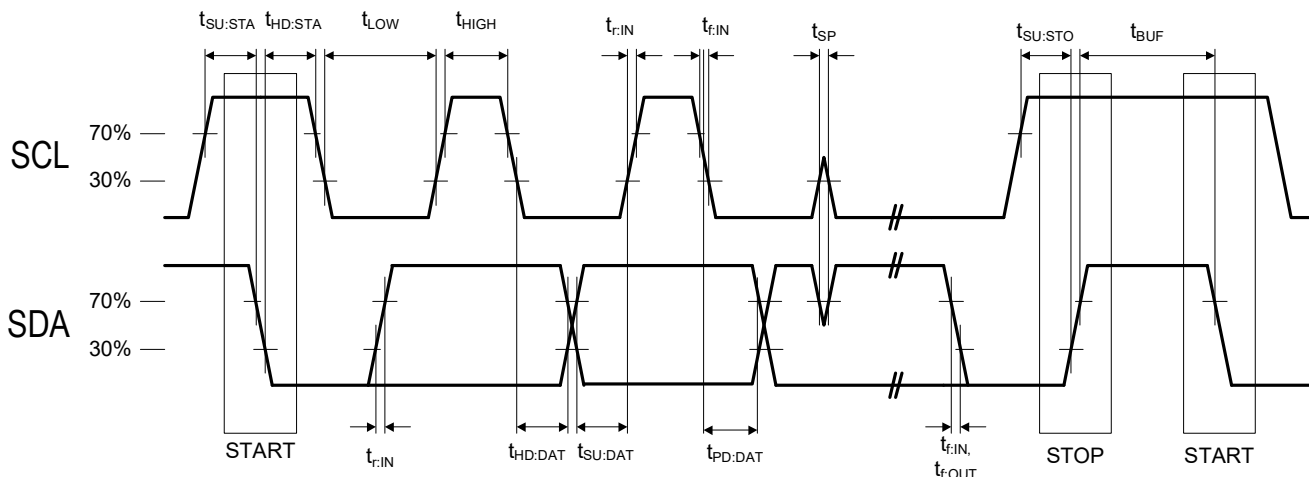 tSU:STA tHD:STA tLOW tHIGH tr:IN tf:IN tSP tSU:STO tBUF
70%
SCL
30%
70%
SDA
30%
START tr:IN tHD:DAT tSU:DAT tPD:DAT tf:IN, STOP START
tf:OUT